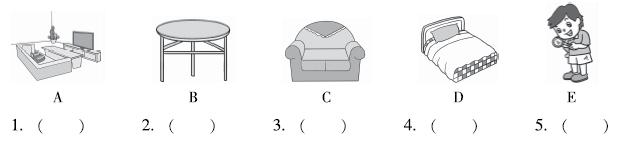 A B C D E
1. ( ) 2. ( ) 3. ( ) 4. ( ) 5. ( )